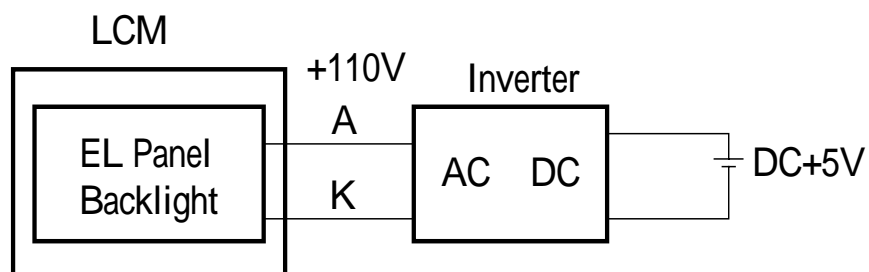 LCM
+110V
Inverter
A
EL Panel
Backlight
AC DC
DC+5V
K